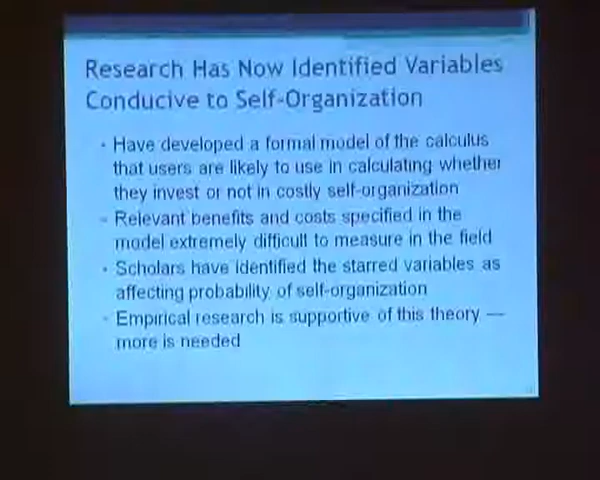 Research Has Now Identified Variables
Conducive to Self-Organization
• Have developed a formal model of the calculus
that users are likely to use in calculating whether
they invest or not in costly self-organization
• Relevant benefits and costs specified in the
model extremely difficult to measure in the field
• Scholars have identified the starred variables as
affecting probability of self-organization
• Empirical research is supportive of this theory —
more is needed